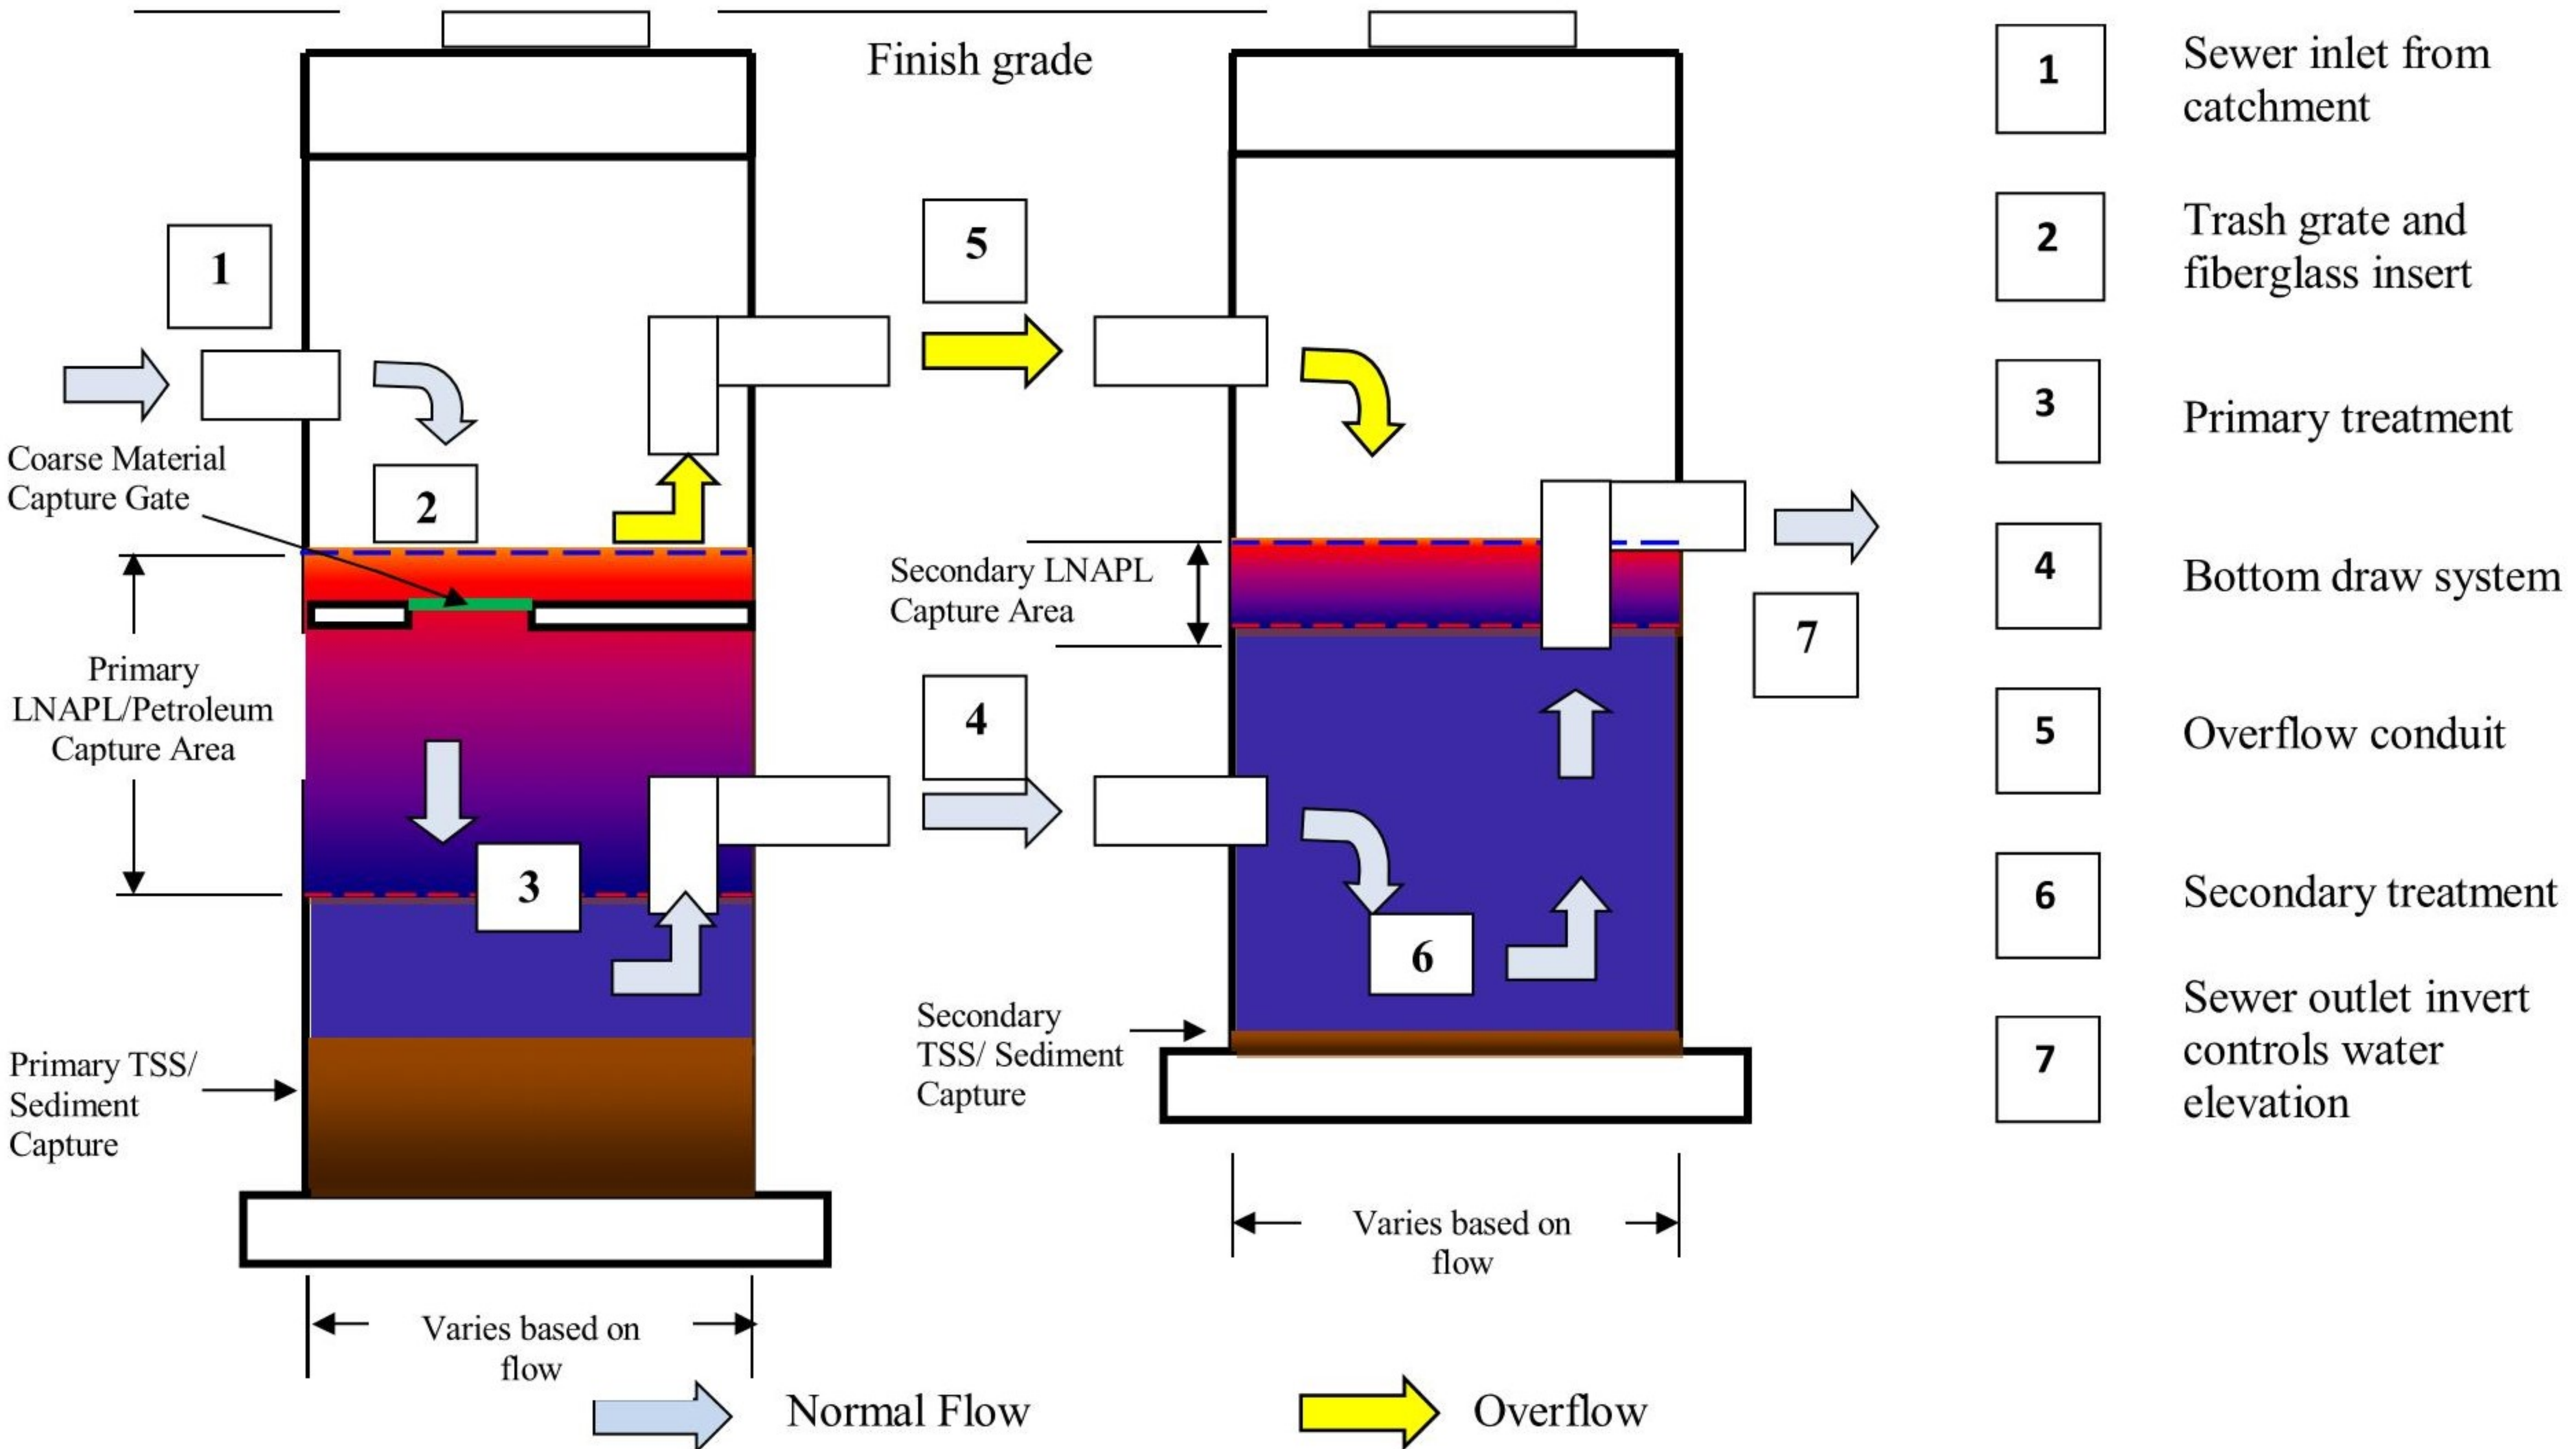 Finish grade
1
5
Coarse Material
Capture Gate
2
Primary
LNAPL/Petroleum
Capture Area
3
Primary TSS/
Sediment
Capture
Varies based on
flow
4
Secondary LNAPL
Capture Area
7
6
Secondary
TSS/ Sediment
Capture
Varies based on
flow
Normal Flow
Overflow
1
Sewer inlet from
catchment
2
Trash grate and
fiberglass insert
3
Primary treatment
4
Bottom draw system
5
Overflow conduit
6
Secondary treatment
7
Sewer outlet invert
controls water
elevation